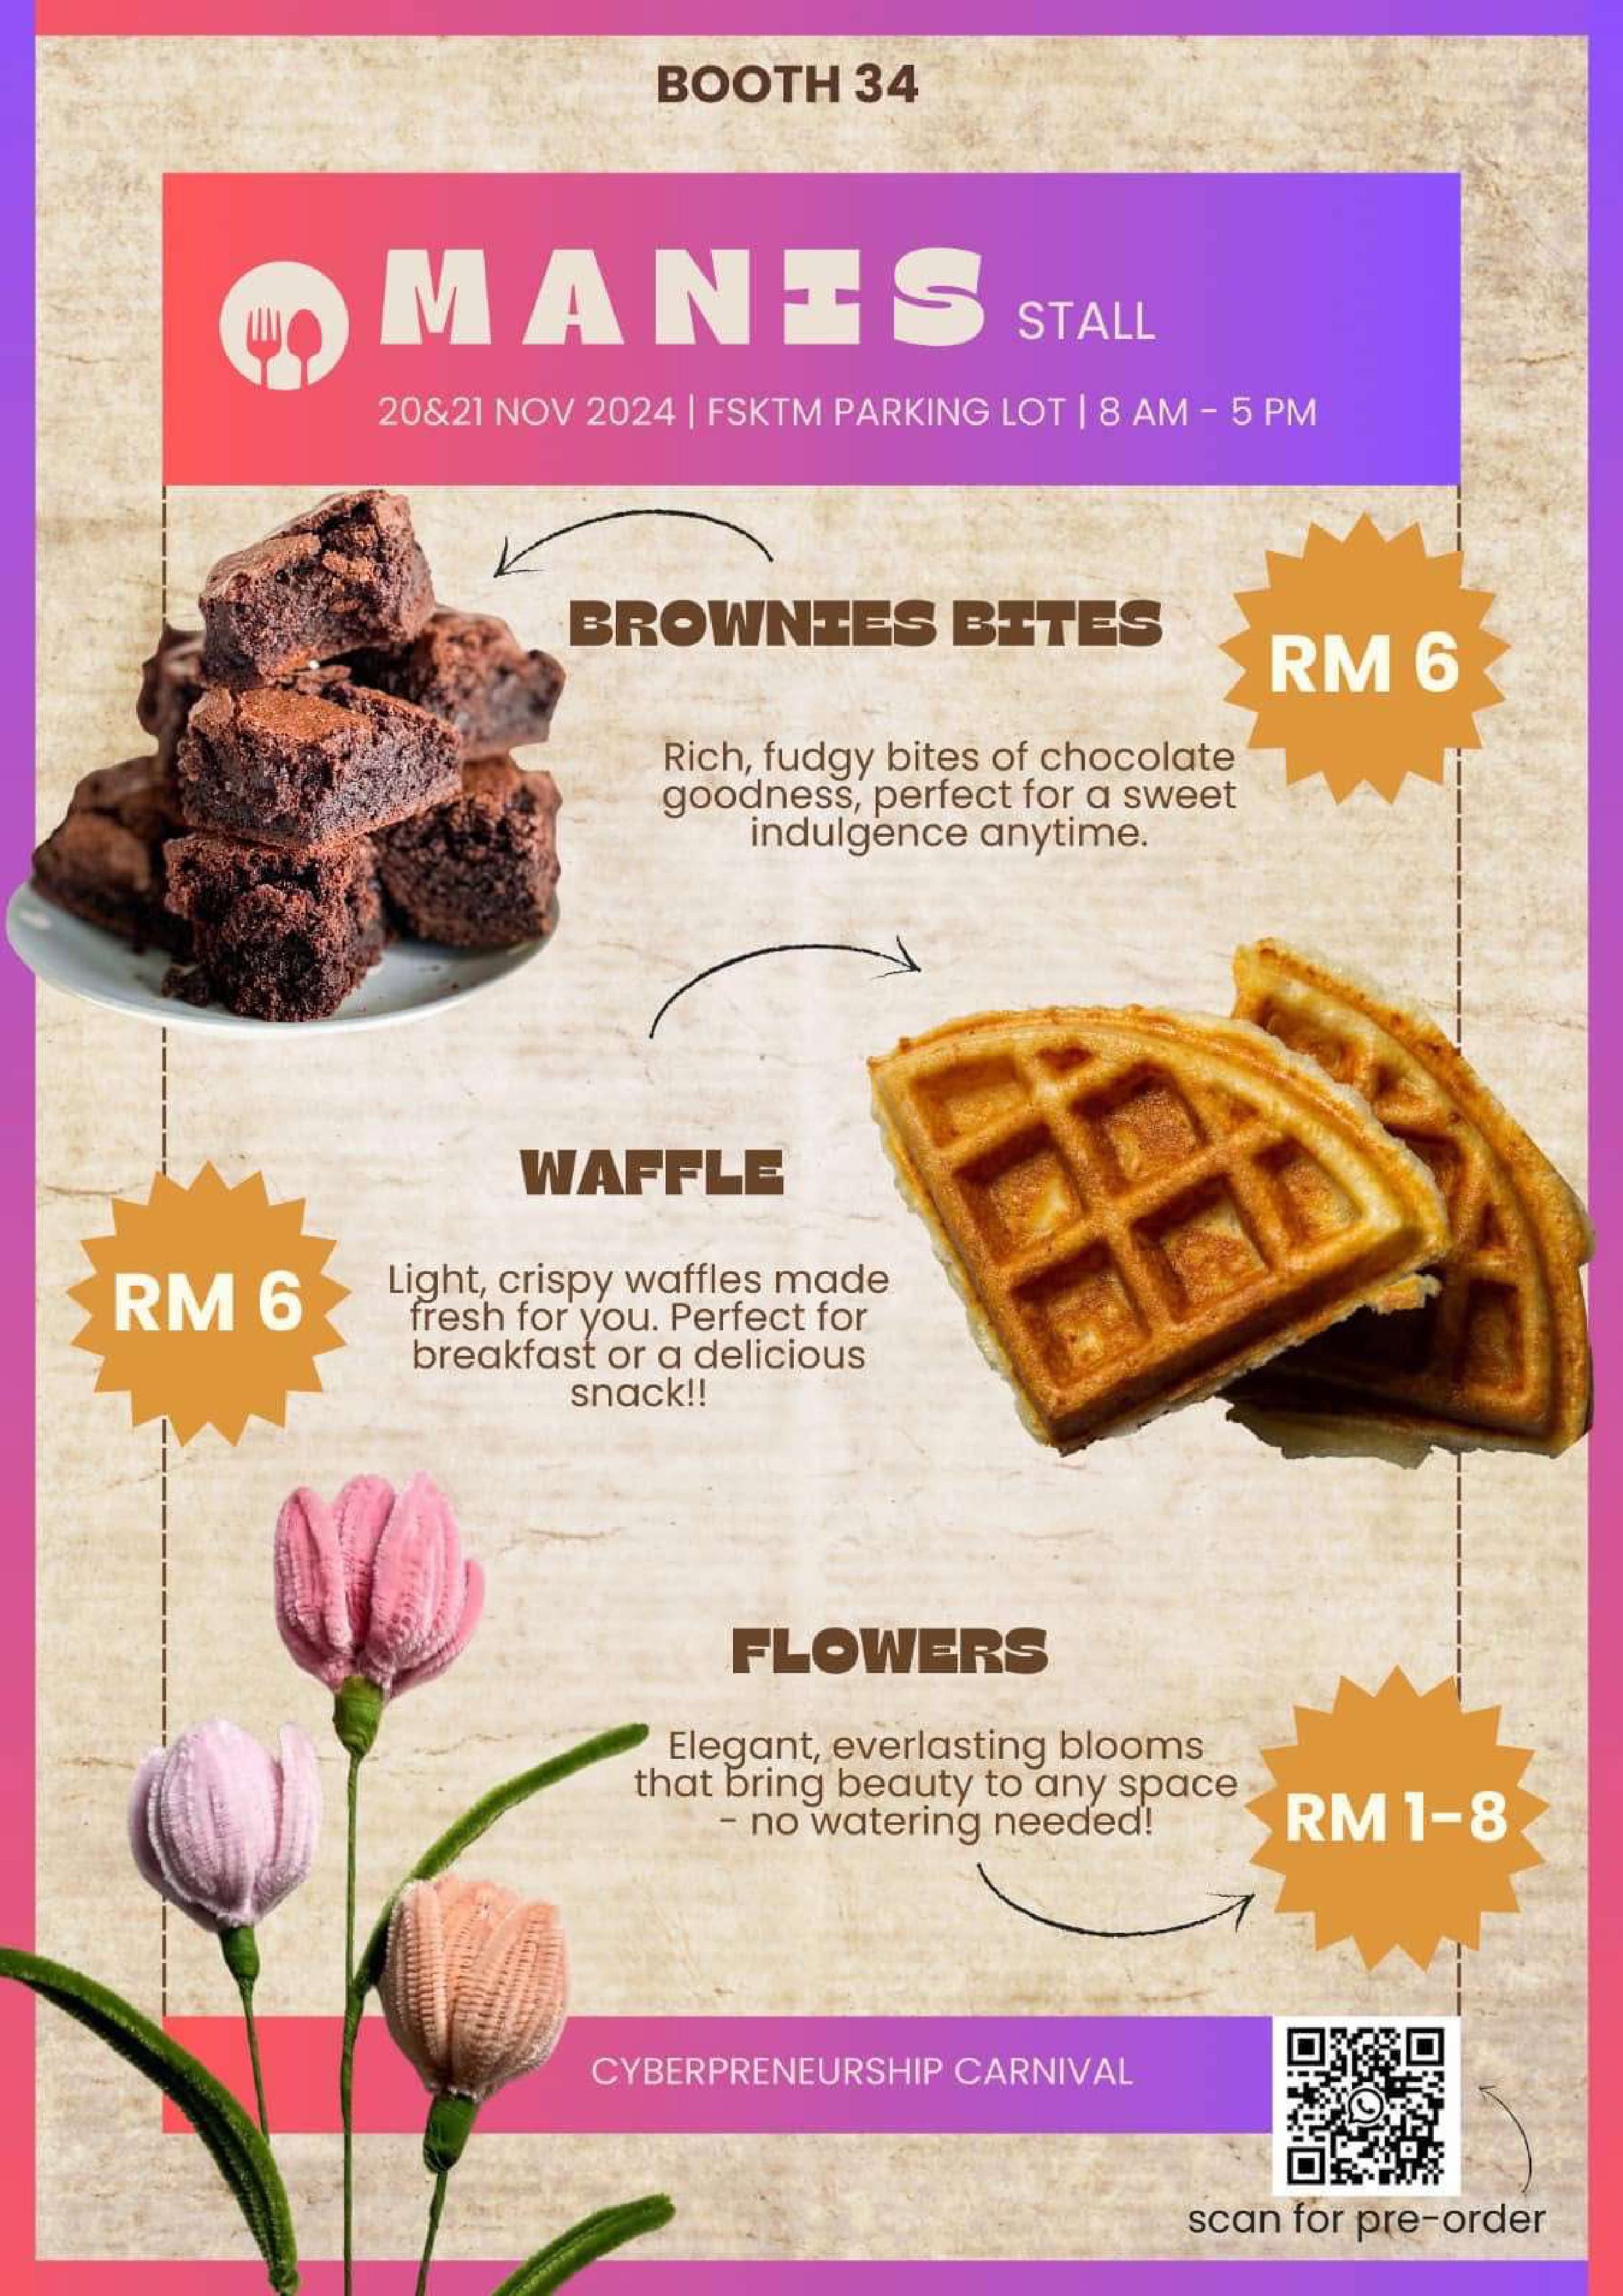 BOOTH 34
MANIS STALL
20&21 NOV 2024 | FSKTM PARKING LOT | 8 AM - 5 PM
BROWNIES BITES
RM 6
Rich, fudgy bites of chocolate
goodness, perfect for a sweet
indulgence anytime.
WAFFLE
RM 6
Light, crispy waffles made
fresh for you. Perfect for
breakfast or a delicious
snack!!
FLOWERS
Elegant, everlasting blooms
that bring beauty to any space
- no watering needed!
RM 1-8
CYBERPRENEURSHIP CARNIVAL
scan for pre-order